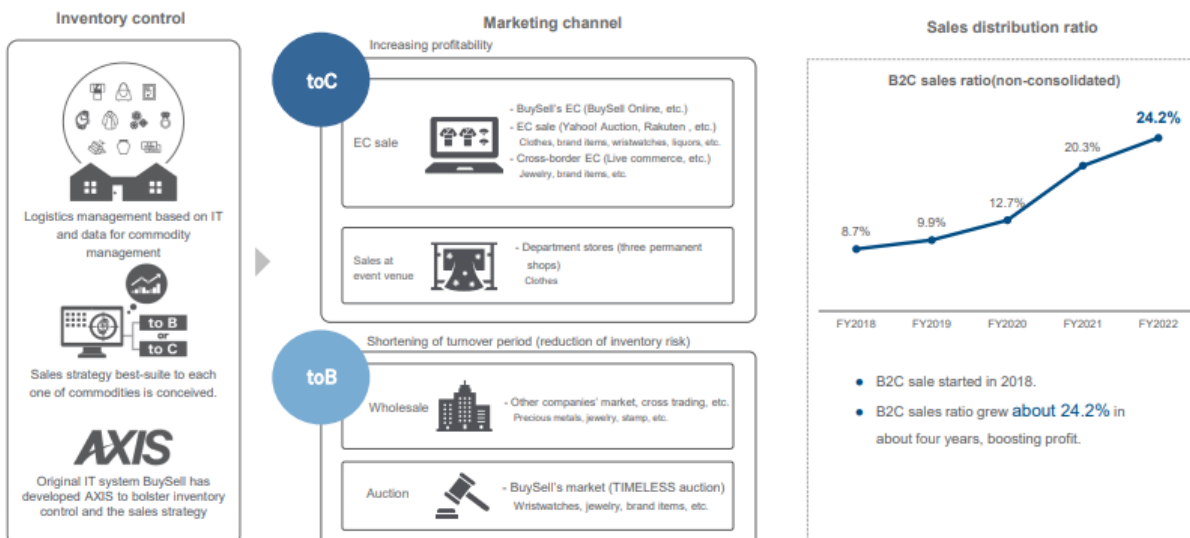 Inventory control
Logistics management based on IT
and data for commodity
management
to B
or
to C
Sales strategy best-suite to each
one of commodities is conceived.
AXIS
Original IT system BuySell has
developed AXIS to bolster inventory
control and the sales strategy
Marketing channel
toC
Increasing profitability
EC sale
- BuySell's EC (BuySell Online, etc.)
- EC sale (Yahoo! Auction, Rakuten , etc.)
Clothes, brand items, wristwatches, liquors, etc.
- Cross-border EC (Live commerce, etc.)
Jewelry, brand items, etc.
Sales at
event venue
- Department stores (three permanent
shops)
Clothes
toB
Shortening of turnover period (reduction of inventory risk)
Wholesale
- Other companies' market, cross trading, etc.
Precious metals, jewelry, stamp, etc.
Auction
- BuySell's market (TIMELESS auction)
Wristwatches, jewelry, brand items, etc.
Sales distribution ratio
B2C sales ratio(non-consolidated)
8.7%
9.9%
12.7%
20.3%
24.2%
FY2018
FY2019
FY2020
FY2021
FY2022
● B2C sale started in 2018.
● B2C sales ratio grew about 24.2% in
about four years, boosting profit.